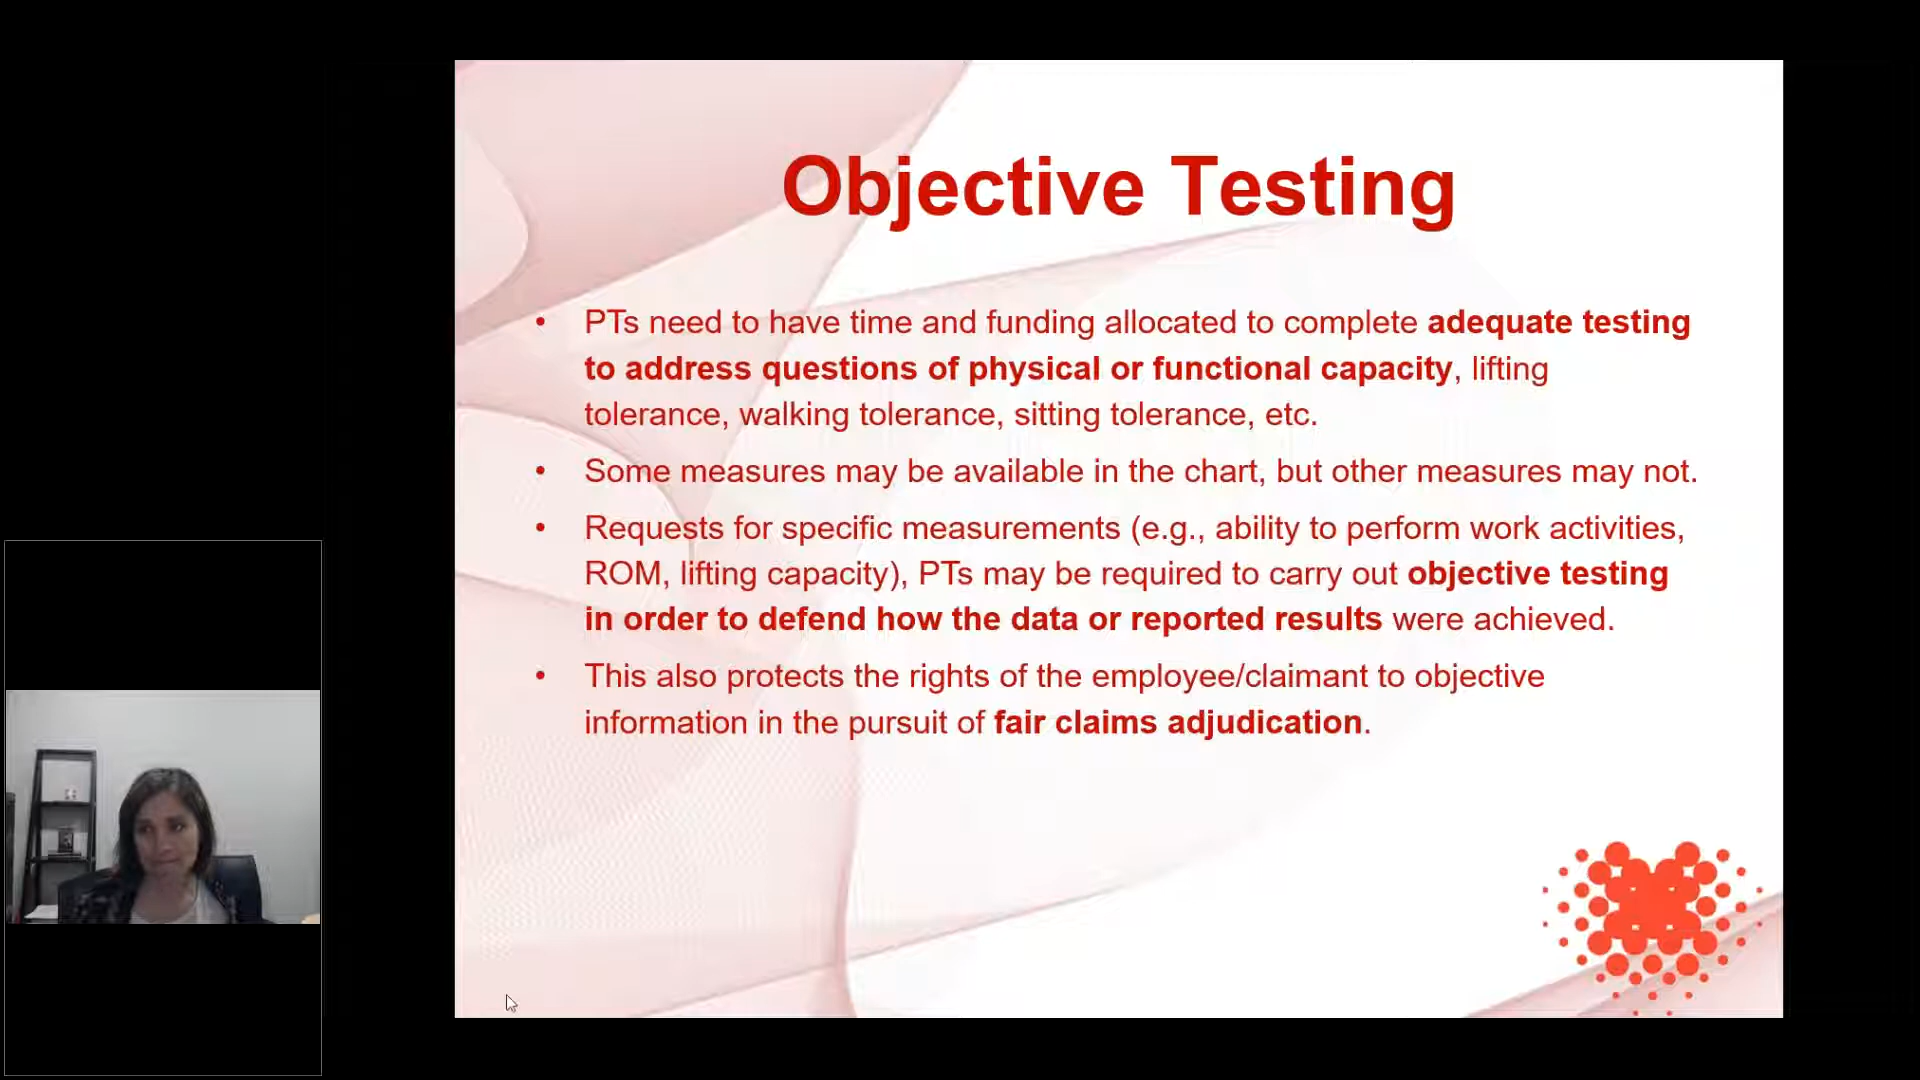 Objective Testing
• PTs need to have time and funding allocated to complete adequate testing
to address questions of physical or functional capacity, lifting
tolerance, walking tolerance, sitting tolerance, etc.
• Some measures may be available in the chart, but other measures may not.
• Requests for specific measurements (e.g., ability to perform work activities,
ROM, lifting capacity), PTs may be required to carry out objective testing
in order to defend how the data or reported results were achieved.
• This also protects the rights of the employee/claimant to objective
information in the pursuit of fair claims adjudication.